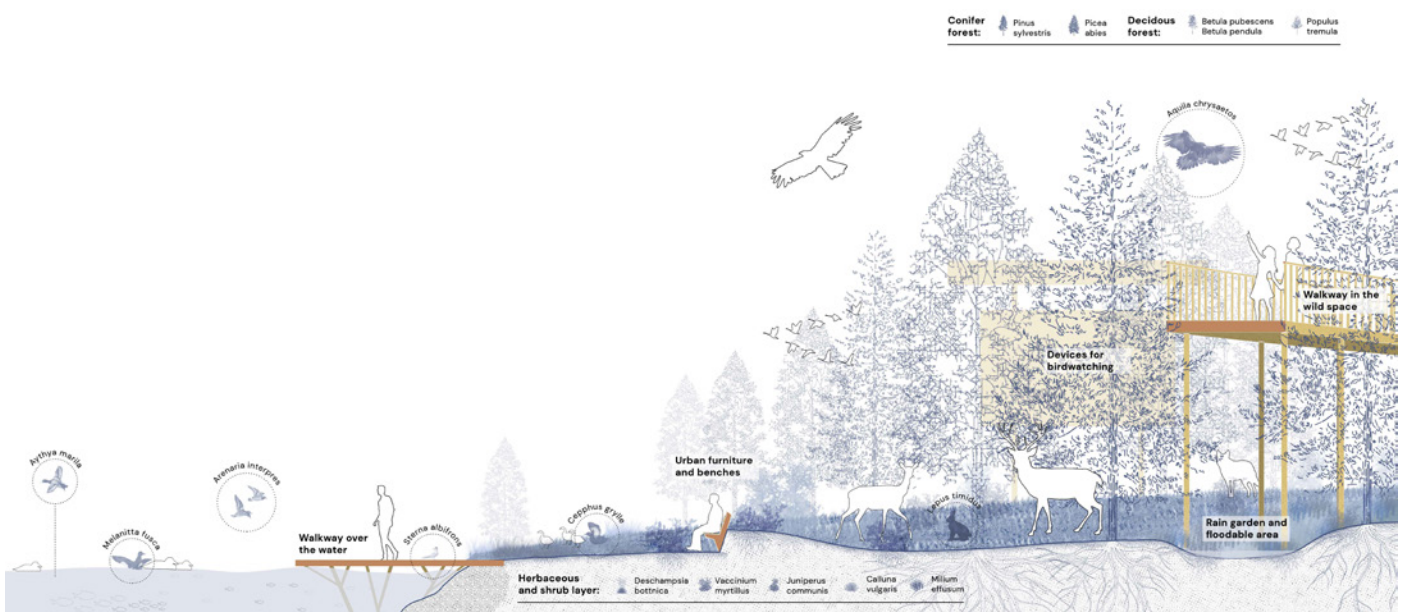 Conifer
forest:
Pinus
sylvestris
Picea
abies
Decidous
forest:
Betula pubescens
Betula pendula
Populus
tremula
Aquila chrysaetos
Walkway in the
wild space
Devices for
birdwatching
Urban furniture
and benches
Aythya marila
Arenaria interpres
Melanitta fusca
Walkway over
the water
Sterna albifrons
Cepphus grylle
Lepus timidus
Rain garden and
floodable area
Herbaceous
and shrub layer:
Deschampsia
bottnica
Vaccinium
myrtillus
Juniperus
communis
Calluna
vulgaris
Milium
effusum